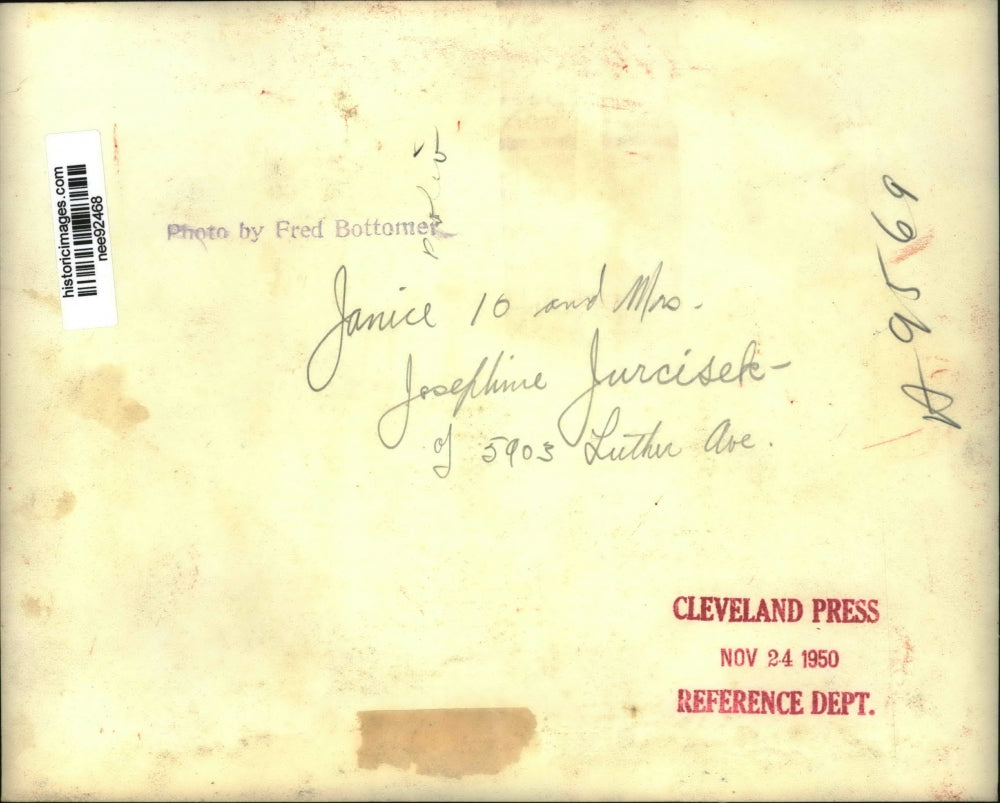 historicimages.com
nee92468
Photo by Fred Bottomer
Janice 10 and Mrs.
Josephine Jurcisek-
of 5903 Luther Ave.
A-9569
CLEVELAND PRESS
NOV 24 1950
REFERENCE DEPT.